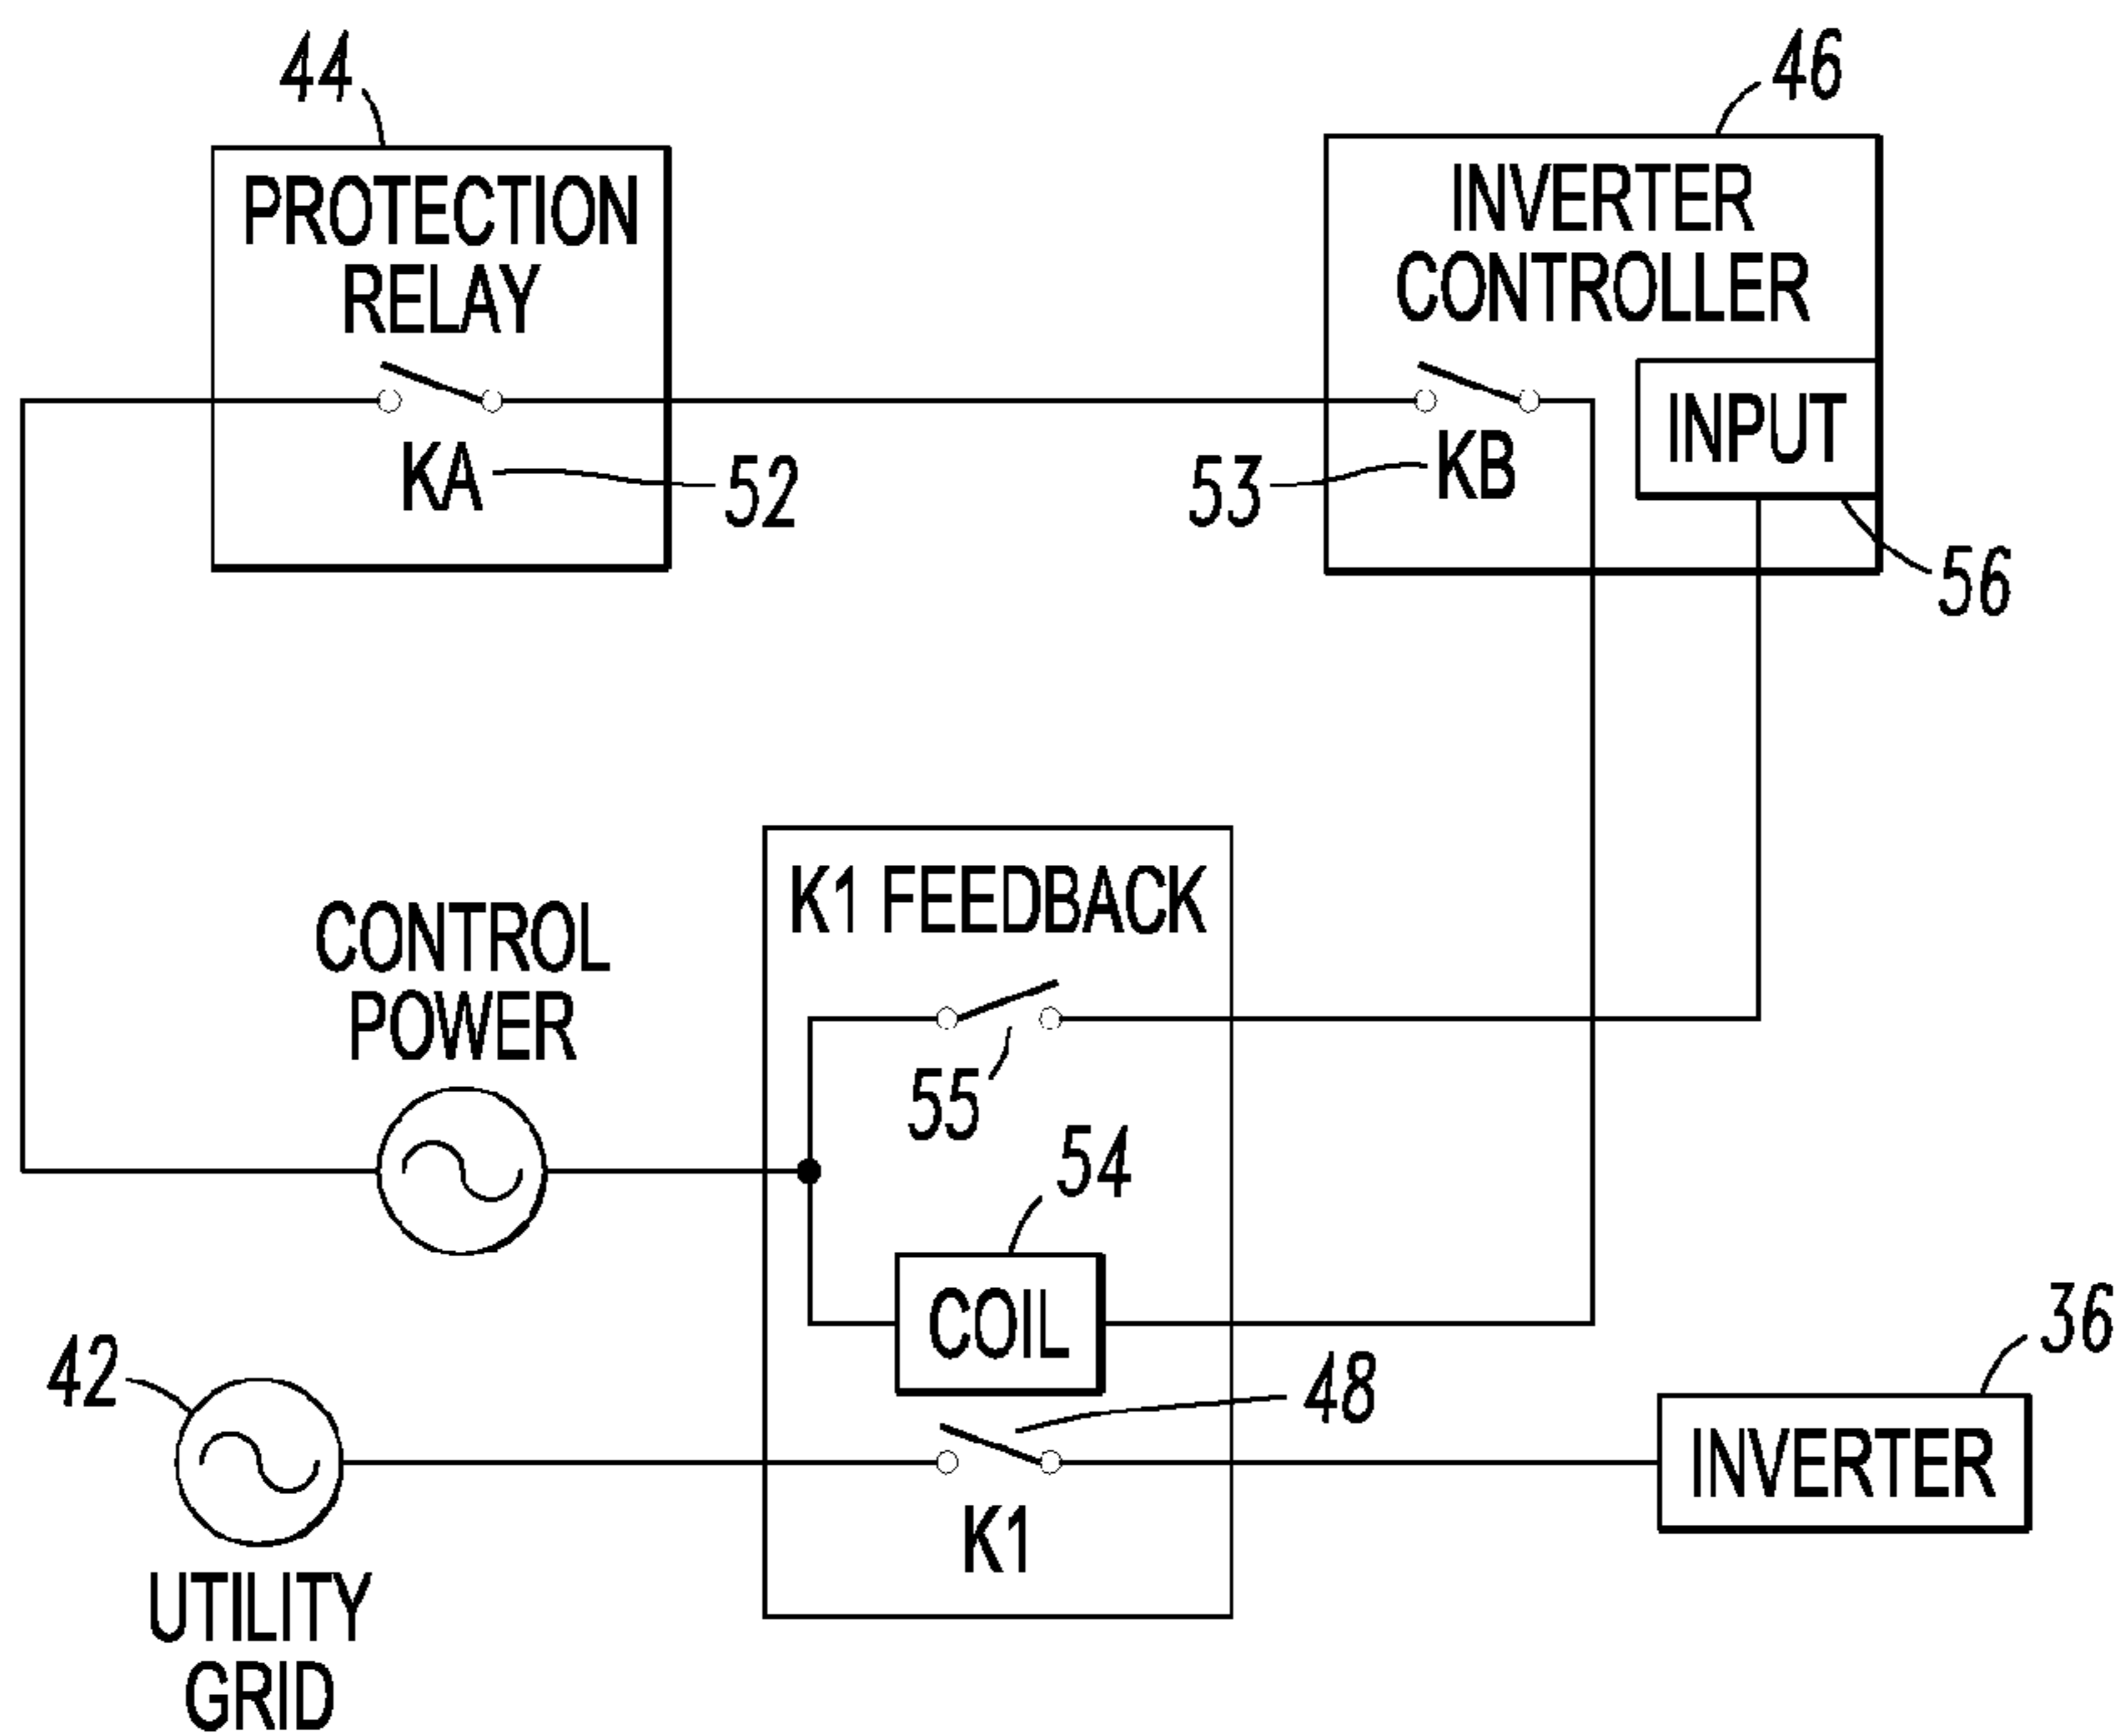 44
46
PROTECTION
RELAY
INVERTER
CONTROLLER
INPUT
KA
52
53
KB
56
K1 FEEDBACK
CONTROL
POWER
55
54
COIL
42
48
36
INVERTER
K1
UTILITY
GRID